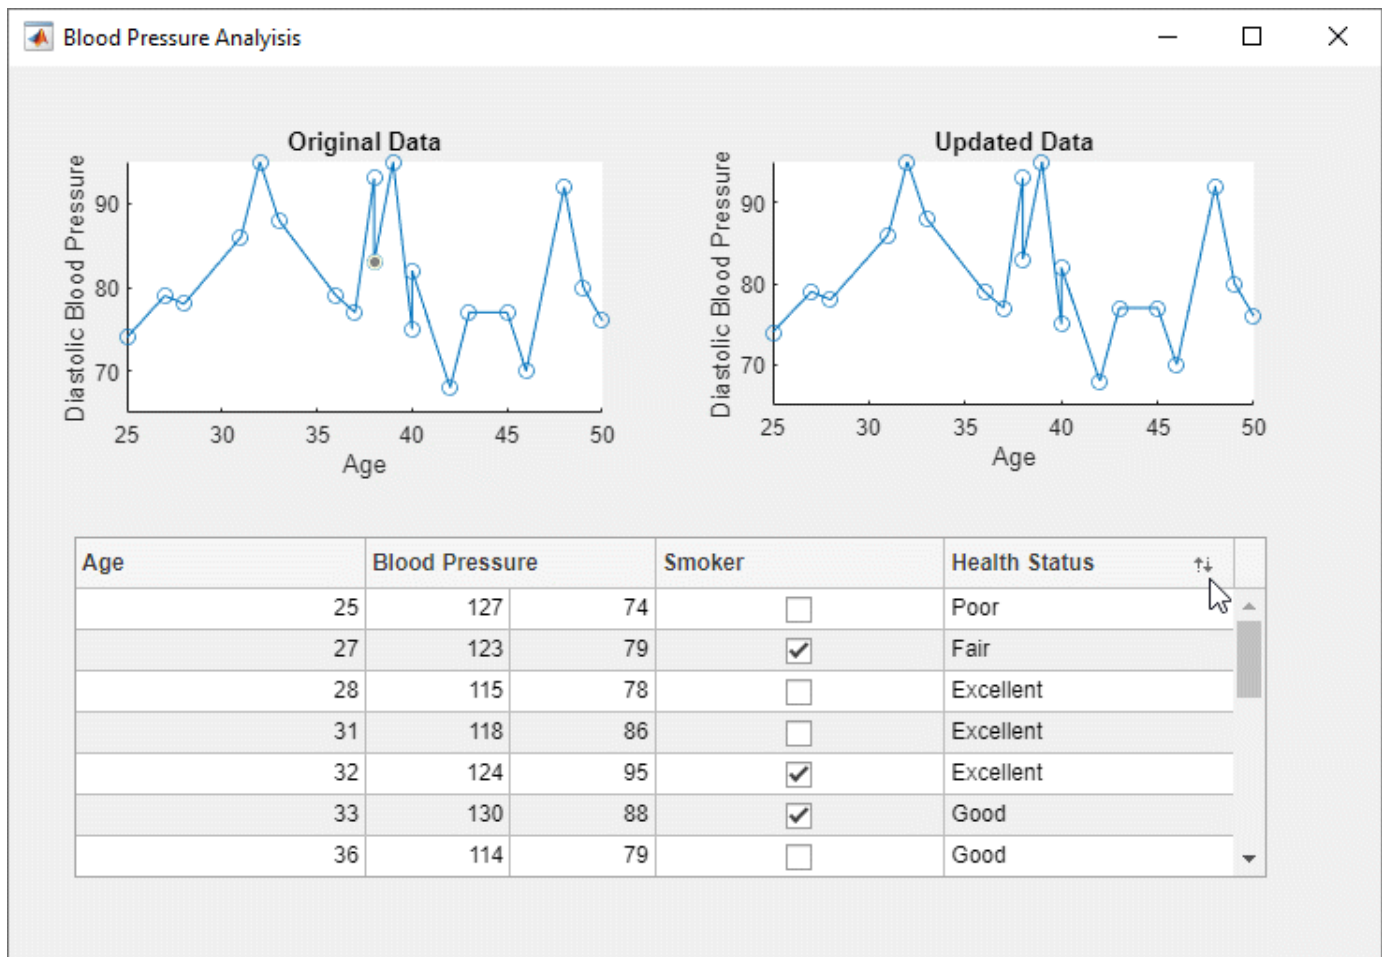 Blood Pressure Analyisis
Original Data
Diastolic Blood Pressure
90
80
70
25 30 35 40 45 50
Age
Updated Data
Diastolic Blood Pressure
90
80
70
25 30 35 40 45 50
Age
Age Blood Pressure Smoker Health Status
25 127 74 Poor
27 123 79 Fair
28 115 78 Excellent
31 118 86 Excellent
32 124 95 Excellent
33 130 88 Good
36 114 79 Good